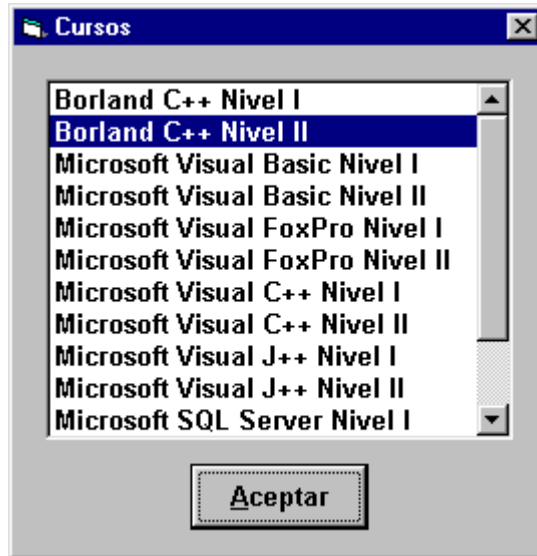 Cursos
Borland C++ Nivel I
Borland C++ Nivel II
Microsoft Visual Basic Nivel I
Microsoft Visual Basic Nivel II
Microsoft Visual FoxPro Nivel I
Microsoft Visual FoxPro Nivel II
Microsoft Visual C++ Nivel I
Microsoft Visual C++ Nivel II
Microsoft Visual J++ Nivel I
Microsoft Visual J++ Nivel II
Microsoft SQL Server Nivel I
Aceptar